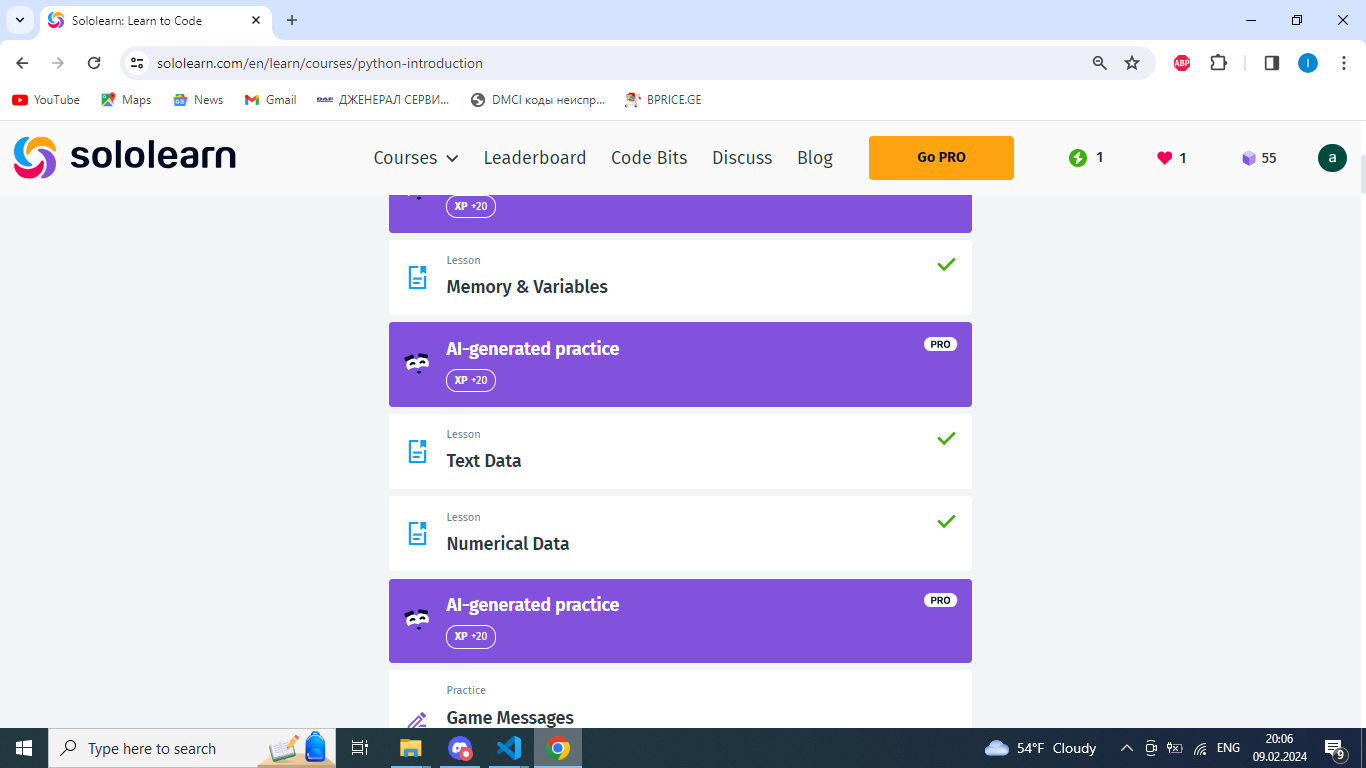 Sololearn: Learn to Code
sololearn.com/en/learn/courses/python-introduction
ABP
I
YouTube
Maps
News
Gmail
DAF ДЖЕНЕРАЛ СЕРВИ...
DMCI коды неиспр...
BPRICE.GE
sololearn
Courses
Leaderboard
Code Bits
Discuss
Blog
Go PRO
1
1
55
a
XP +20
Lesson
Memory & Variables
AI-generated practice
PRO
XP +20
Lesson
Text Data
Lesson
Numerical Data
AI-generated practice
PRO
XP +20
Practice
Game Messages
Type here to search
54°F Cloudy
ENG
20:06
09.02.2024
9